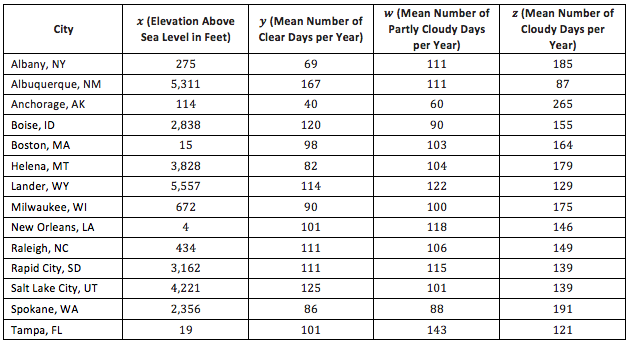 City x (Elevation Above Sea Level in Feet) y (Mean Number of Clear Days per Year) w (Mean Number of Partly Cloudy Days per Year) z (Mean Number of Cloudy Days per Year)
Albany, NY 275 69 111 185
Albuquerque, NM 5,311 167 111 87
Anchorage, AK 114 40 60 265
Boise, ID 2,838 120 90 155
Boston, MA 15 98 103 164
Helena, MT 3,828 82 104 179
Lander, WY 5,557 114 122 129
Milwaukee, WI 672 90 100 175
New Orleans, LA 4 101 118 146
Raleigh, NC 434 111 106 149
Rapid City, SD 3,162 111 115 139
Salt Lake City, UT 4,221 125 101 139
Spokane, WA 2,356 86 88 191
Tampa, FL 19 101 143 121